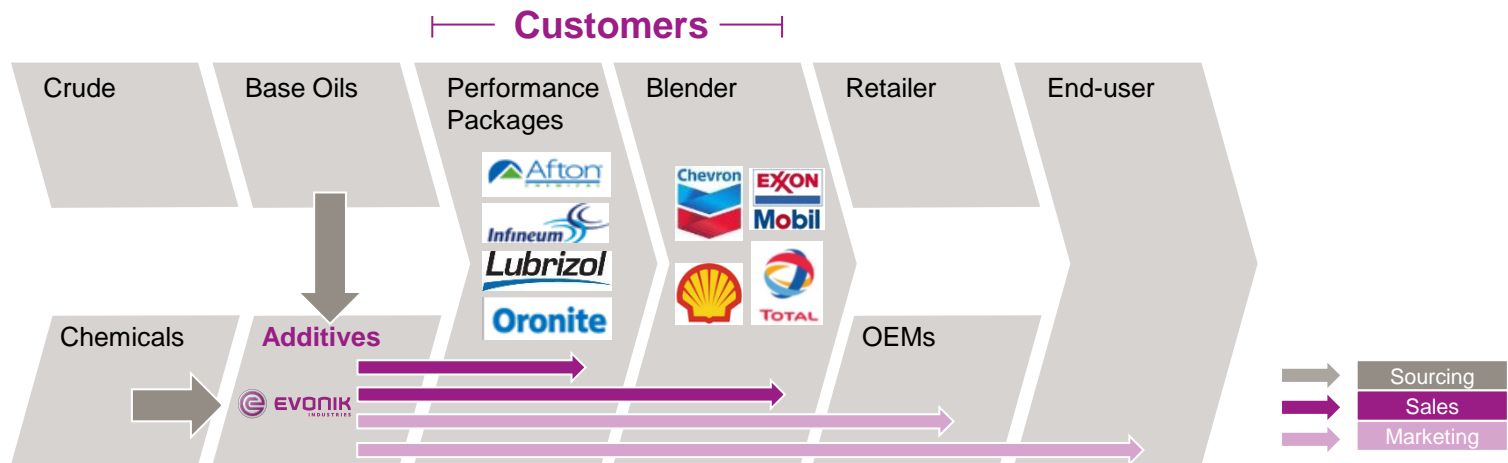 Customers
Crude
Base Oils
Performance
Packages
Blender
Retailer
End-user
Afton
CHEMICAL
Infineum
Lubrizol
Oronite
Chevron
EXXON
Mobil
TOTAL
Chemicals
Additives
OEMs
EVONIK
INDUSTRIES
Sourcing
Sales
Marketing